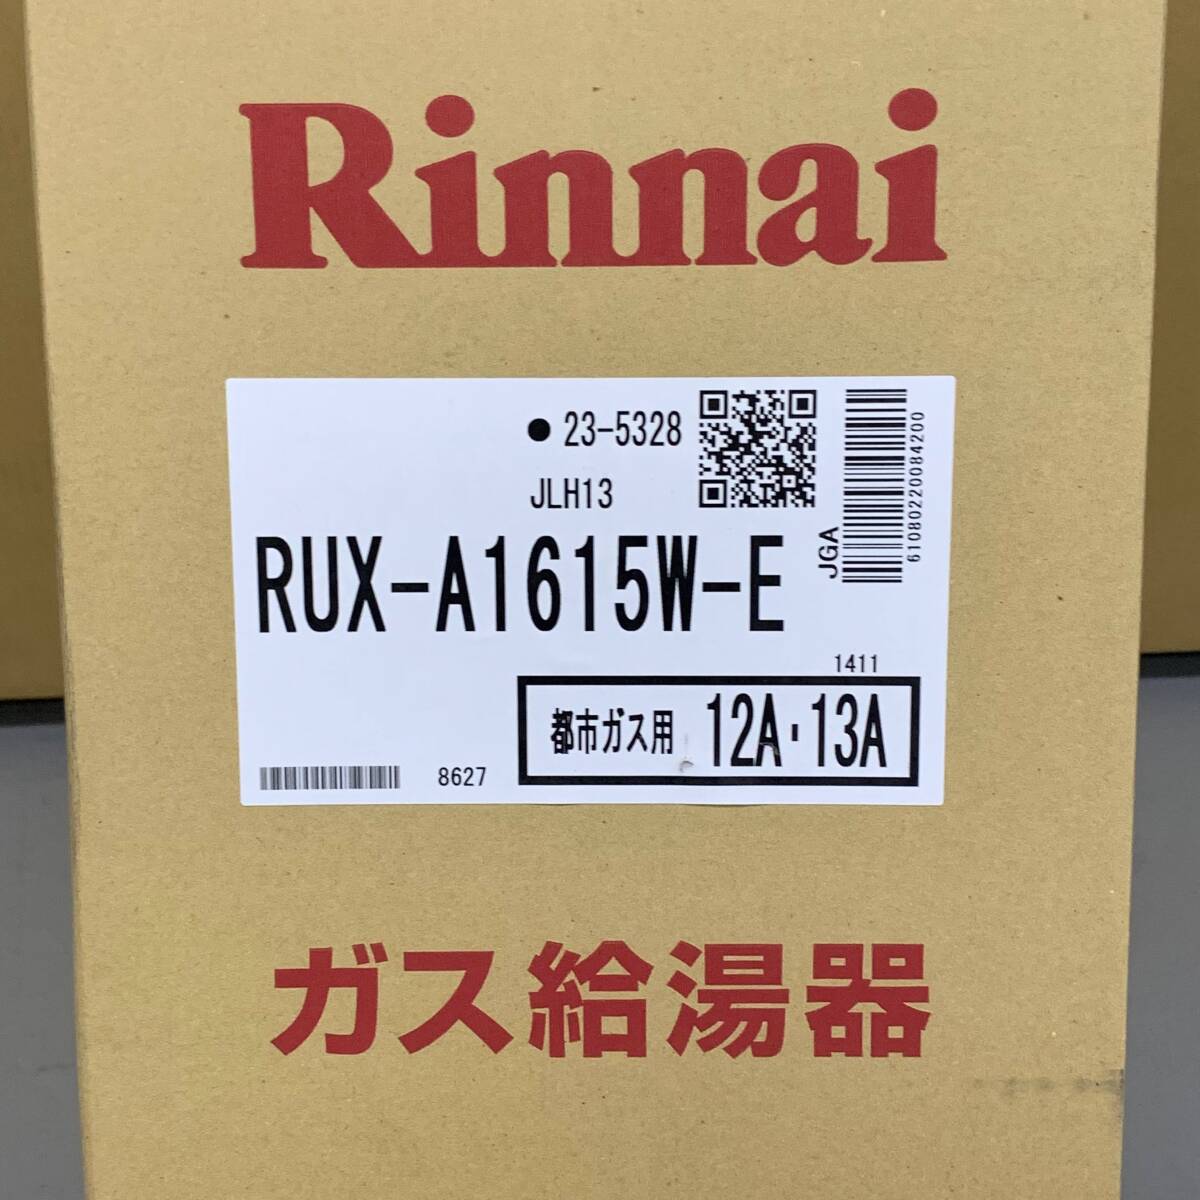 Rinnai
● 23-5328
JLH13
JGA
61080220084200
RUX-A1615W-E
1411
都市ガス用 12A・13A
8627
ガス給湯器